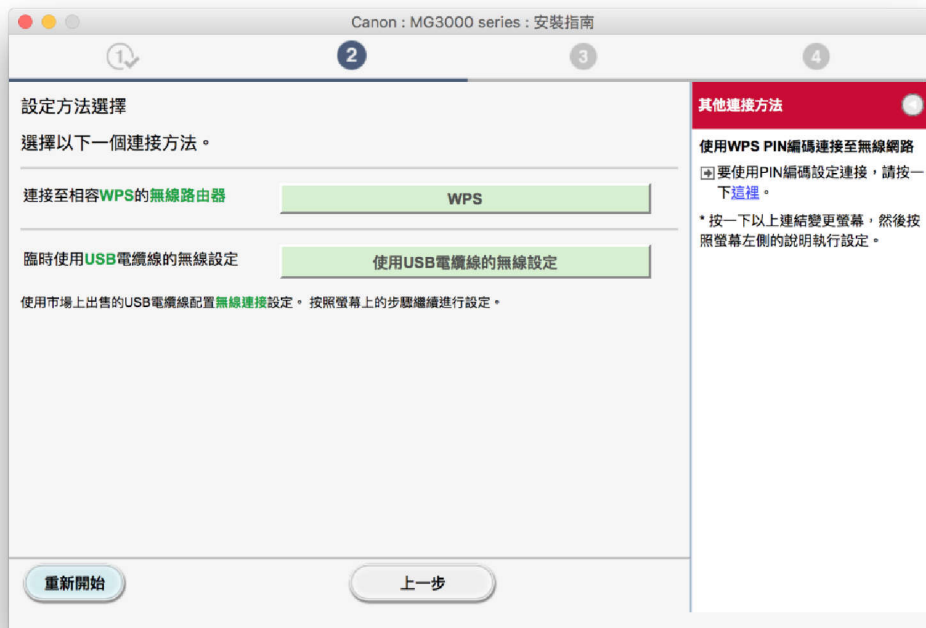 Canon : MG3000 series : 安裝指南
1 2 3 4
設定方法選擇
選擇以下一個連接方法。
連接至相容WPS的無線路由器
WPS
臨時使用USB電纜線的無線設定
使用USB電纜線的無線設定
使用市場上出售的USB電纜線配置無線連接設定。 按照螢幕上的步驟繼續進行設定。
重新開始
上一步
其他連接方法
使用WPS PIN編碼連接至無線網路
要使用PIN編碼設定連接，請按一
下這裡。
* 按一下以上連結變更螢幕，然後按
照螢幕左側的說明執行設定。